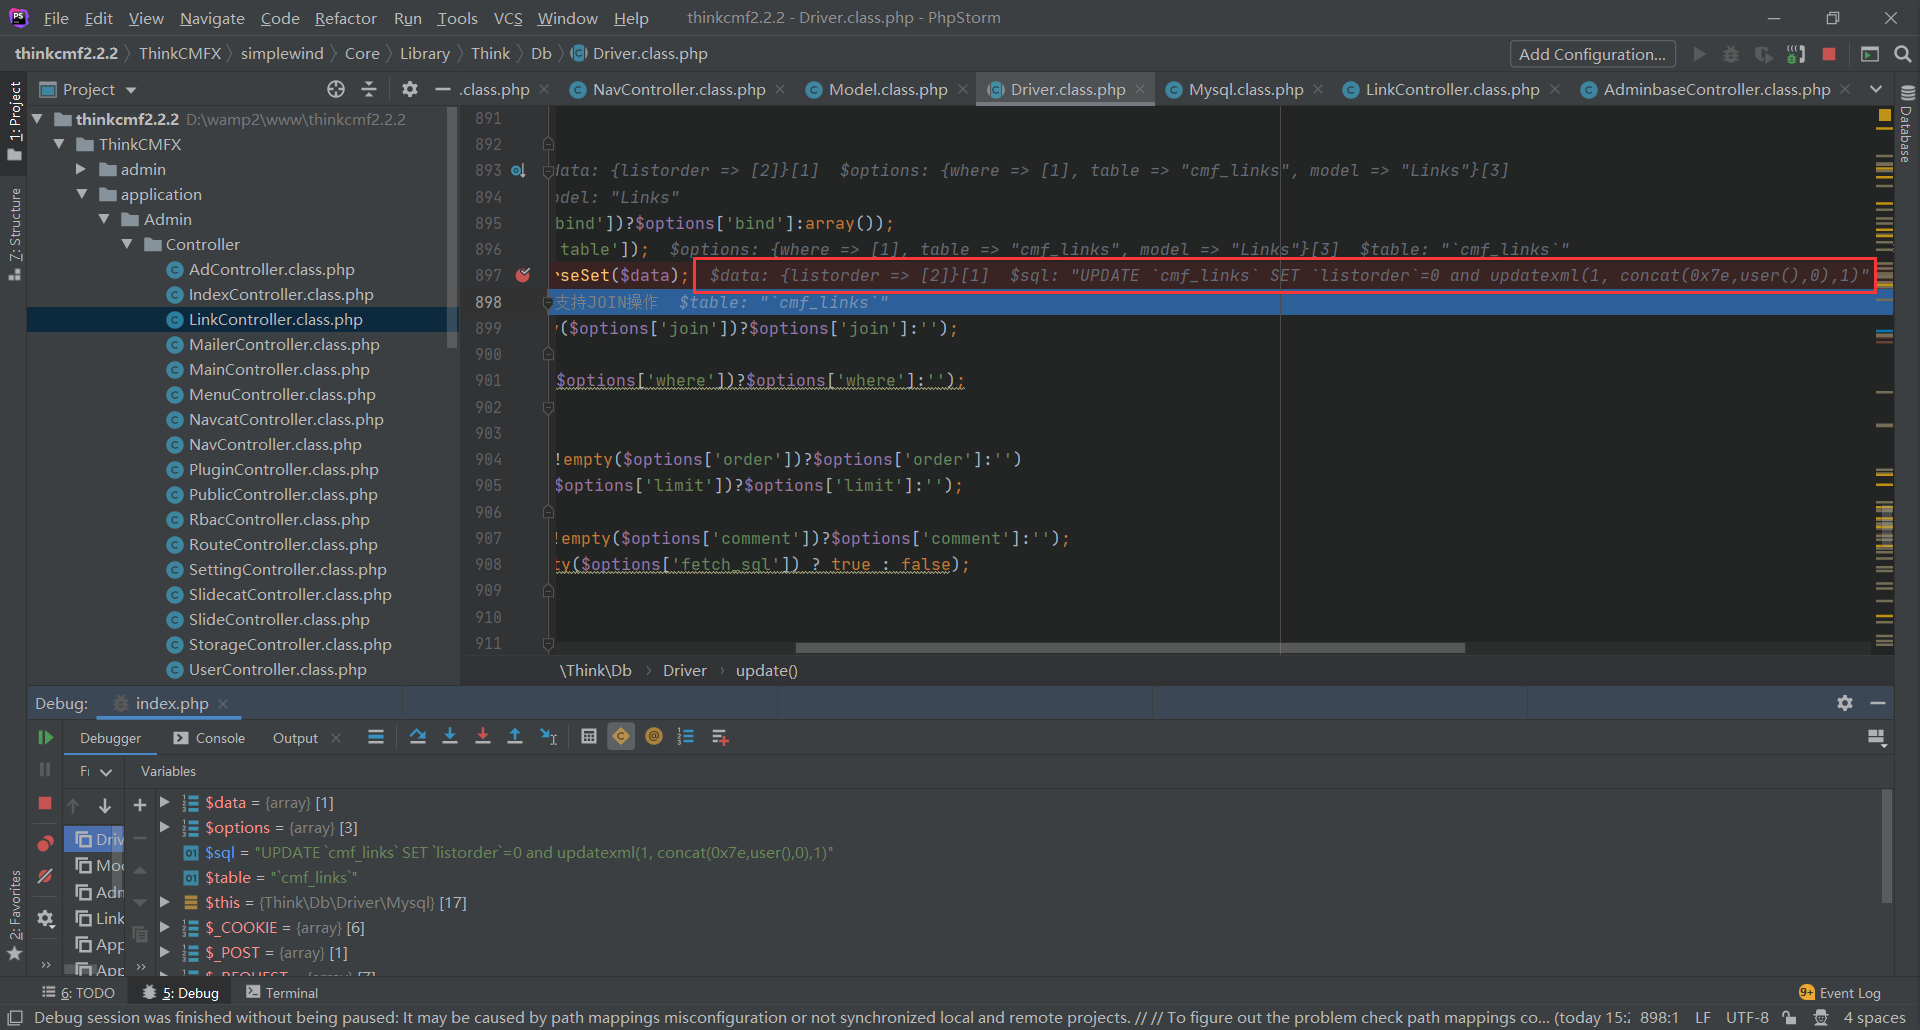 File Edit View Navigate Code Refactor Run Tools VCS Window Help thinkcmf2.2.2 - Driver.class.php - PhpStorm
thinkcmf2.2.2 ThinkCMFX simplewind Core Library Think Db Driver.class.php Add Configuration...
Project .class.php NavController.class.php Model.class.php Driver.class.php Mysql.class.php LinkController.class.php AdminbaseController.class.php
1: Project
7: Structure
2: Favorites
Database
thinkcmf2.2.2 D:\wamp2\www\thinkcmf2.2.2
ThinkCMFX
admin
application
Admin
Controller
AdController.class.php
IndexController.class.php
LinkController.class.php
MailerController.class.php
MainController.class.php
MenuController.class.php
NavcatController.class.php
NavController.class.php
PluginController.class.php
PublicController.class.php
RbacController.class.php
RouteController.class.php
SettingController.class.php
SlidecatController.class.php
SlideController.class.php
StorageController.class.php
UserController.class.php
891
892
893 data: {listorder => [2]}[1] $options: {where => [1], table => "cmf_links", model => "Links"}[3]
894 odel: "Links"
895 bind'])?$options['bind']:array());
896 table']); $options: {where => [1], table => "cmf_links", model => "Links"}[3] $table: "`cmf_links`"
897 rseSet($data); $data: {listorder => [2]}[1] $sql: "UPDATE `cmf_links` SET `listorder`=0 and updatexml(1, concat(0x7e,user(),0),1)"
898 支持JOIN操作 $table: "`cmf_links`"
899 ($options['join'])?$options['join']:'');
900
901 $options['where'])?$options['where']:'');
902
903
904 !empty($options['order'])?$options['order']:'')
905 $options['limit'])?$options['limit']:'');
906
907 !empty($options['comment'])?$options['comment']:'');
908 ty($options['fetch_sql']) ? true : false);
909
910
911
\Think\Db Driver update()
Debug: index.php
Debugger Console Output
Fr Variables
Driv
Mod
Adm
Link
App
App
$data = {array} [1]
$options = {array} [3]
$sql = "UPDATE `cmf_links` SET `listorder`=0 and updatexml(1, concat(0x7e,user(),0),1)"
$table = "`cmf_links`"
$this = {Think\Db\Driver\Mysql} [17]
$_COOKIE = {array} [6]
$_POST = {array} [1]
$_REQUEST = {array} [7]
6: TODO 5: Debug Terminal 9+ Event Log
Debug session was finished without being paused: It may be caused by path mappings misconfiguration or not synchronized local and remote projects. // // To figure out the problem check path mappings co... (today 15:2 898:1 LF UTF-8 4 spaces